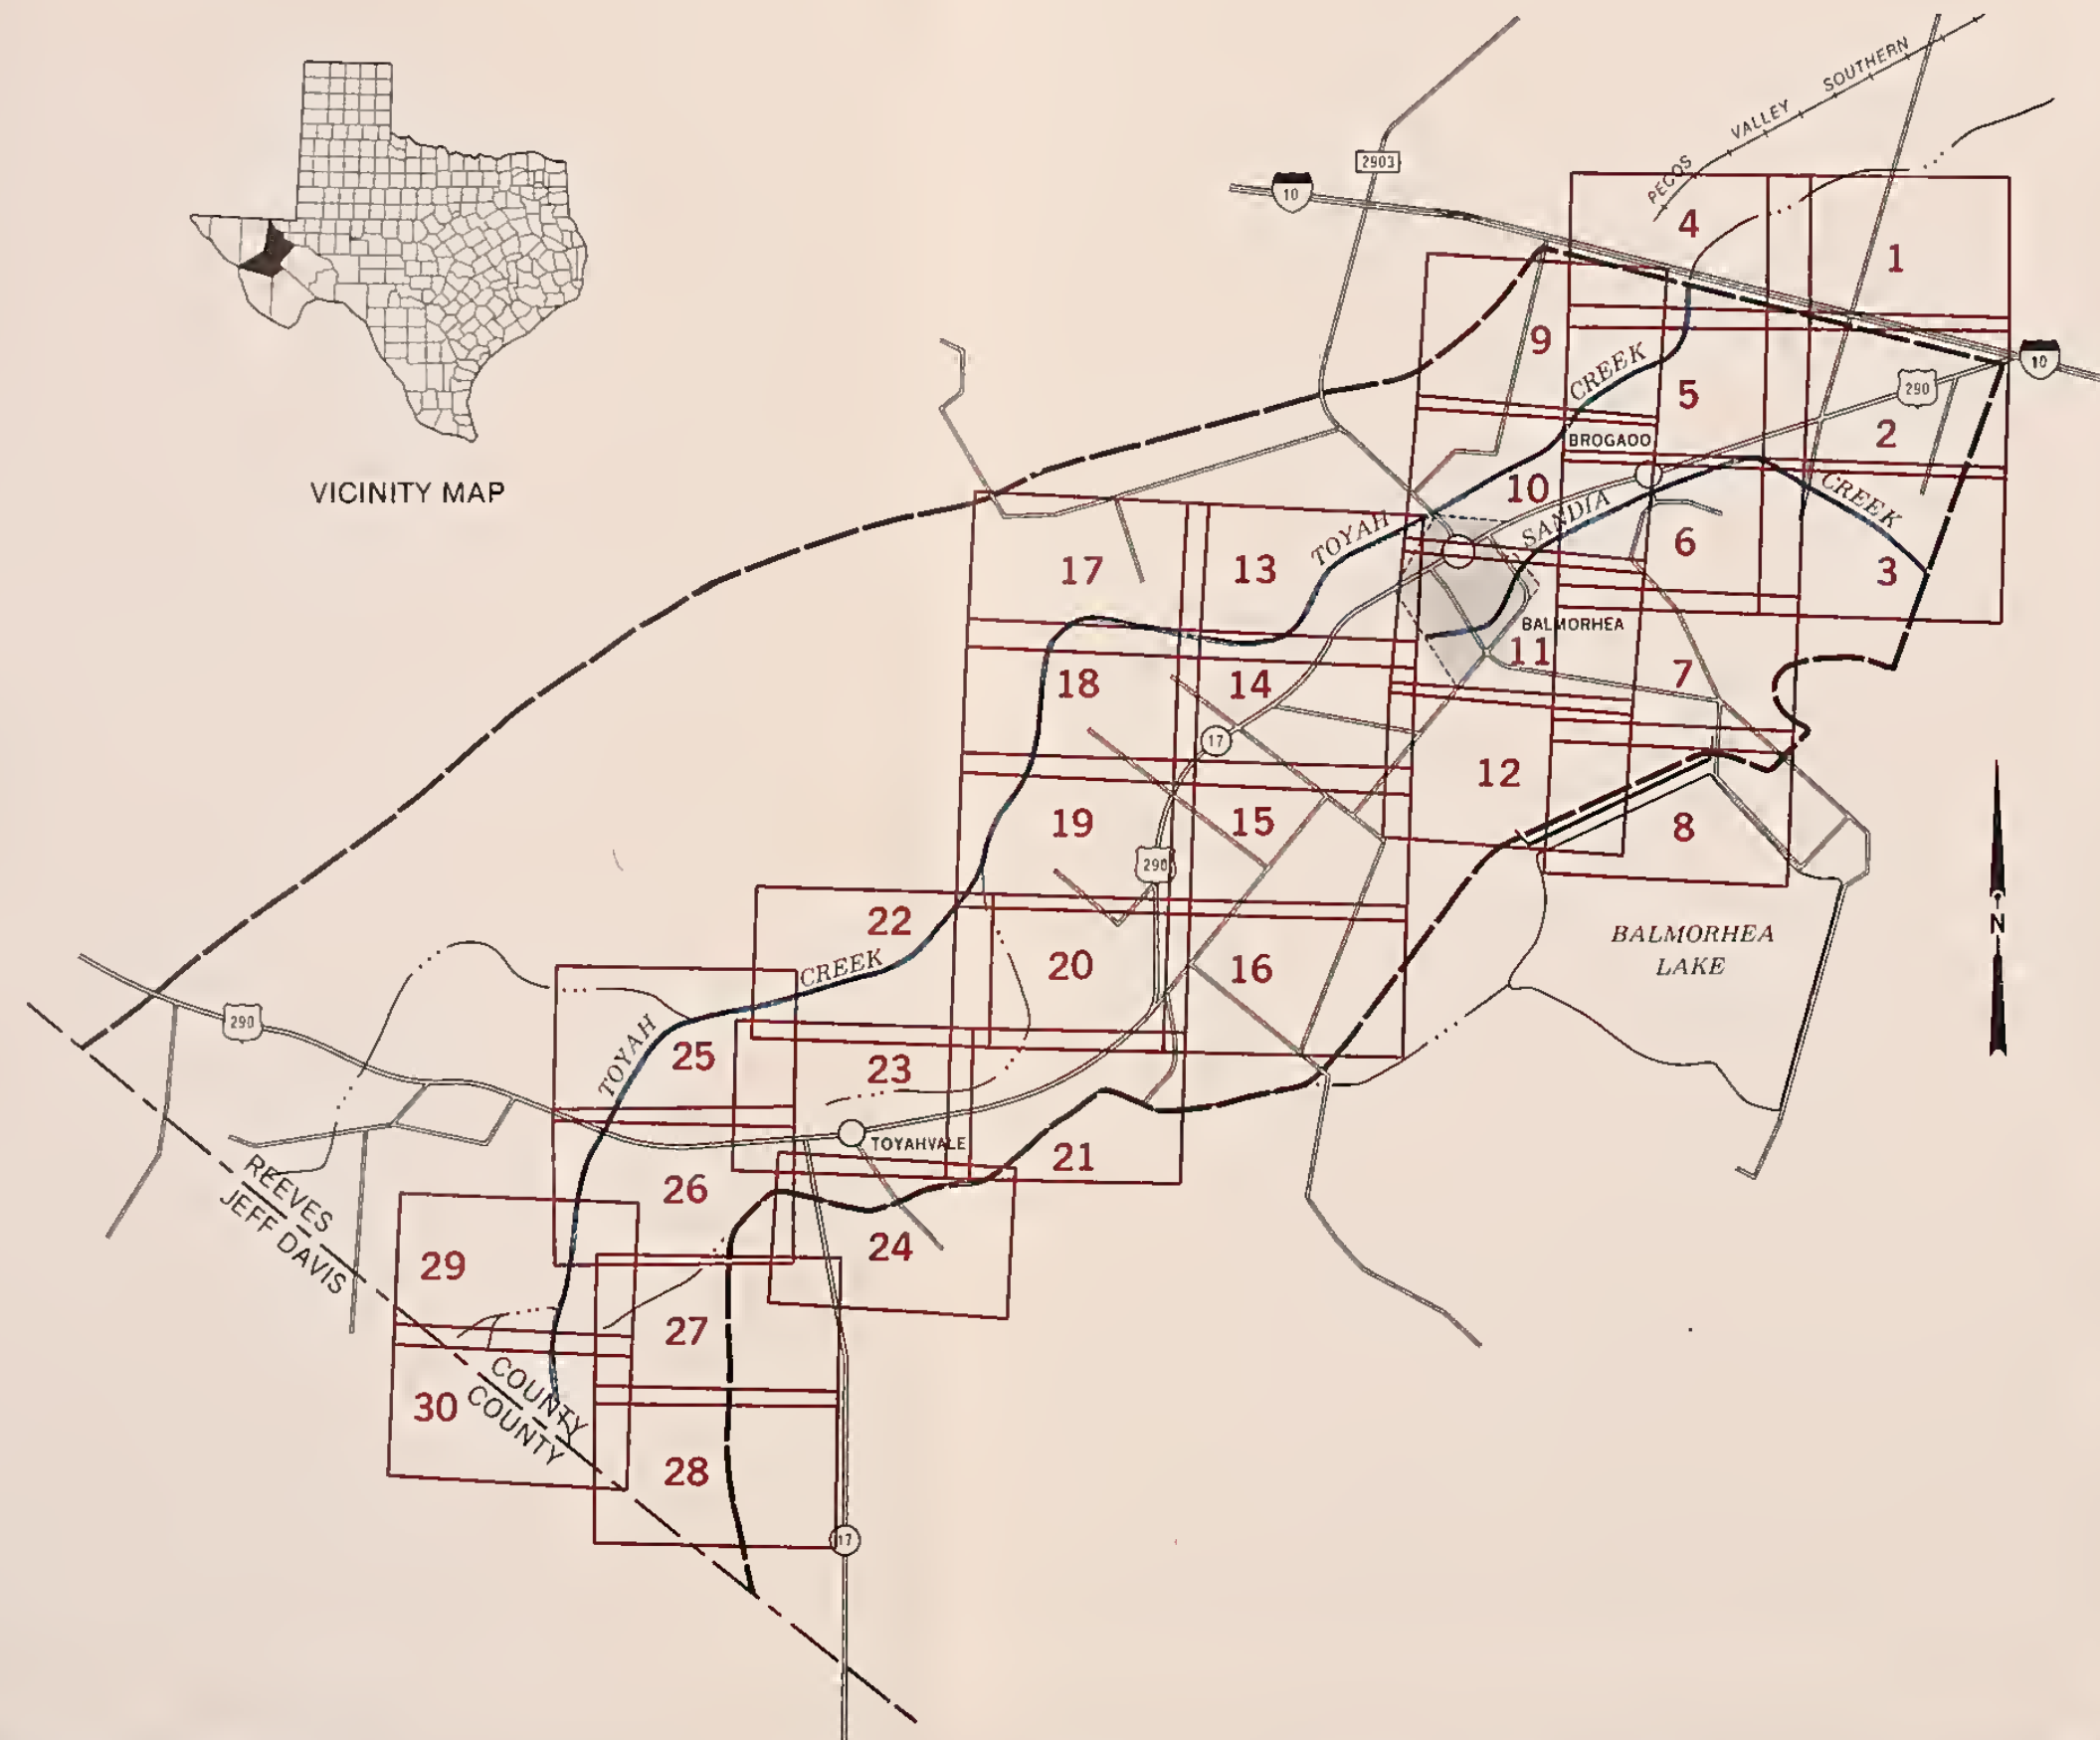 VICINITY MAP
PECOS VALLEY SOUTHERN
2903
10
4
1
9
CREEK
5
10
290
BROGADO
2
10
SANDIA
CREEK
TOYAH
17
13
6
3
BALMORHEA
11
18
14
7
17
12
19
15
8
290
22
BALMORHEA
LAKE
N
CREEK
20
16
290
TOYAH
25
23
TOYAHVALE
21
REEVES
JEFF DAVIS
26
24
29
27
COUNTY
COUNTY
30
28
17